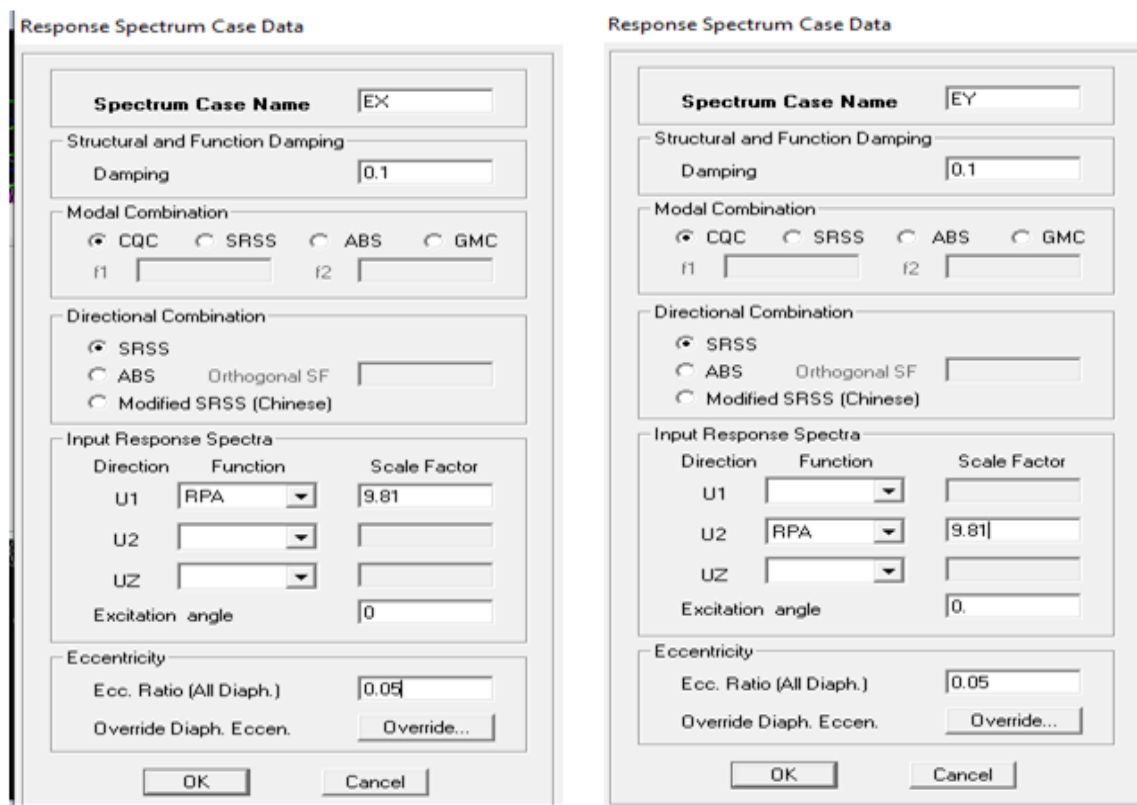 Response Spectrum Case Data
Spectrum Case Name EX
Structural and Function Damping
Damping 0.1
Modal Combination
CQC SRSS ABS GMC
f1 f2
Directional Combination
SRSS
ABS Orthogonal SF
Modified SRSS (Chinese)
Input Response Spectra
Direction Function Scale Factor
U1 RPA 9.81
U2
UZ
Excitation angle 0
Eccentricity
Ecc. Ratio (All Diaph.) 0.05
Override Diaph. Eccen. Override...
OK Cancel
Response Spectrum Case Data
Spectrum Case Name EY
Structural and Function Damping
Damping 0.1
Modal Combination
CQC SRSS ABS GMC
f1 f2
Directional Combination
SRSS
ABS Orthogonal SF
Modified SRSS (Chinese)
Input Response Spectra
Direction Function Scale Factor
U1
U2 RPA 9.81
UZ
Excitation angle 0.
Eccentricity
Ecc. Ratio (All Diaph.) 0.05
Override Diaph. Eccen. Override...
OK Cancel